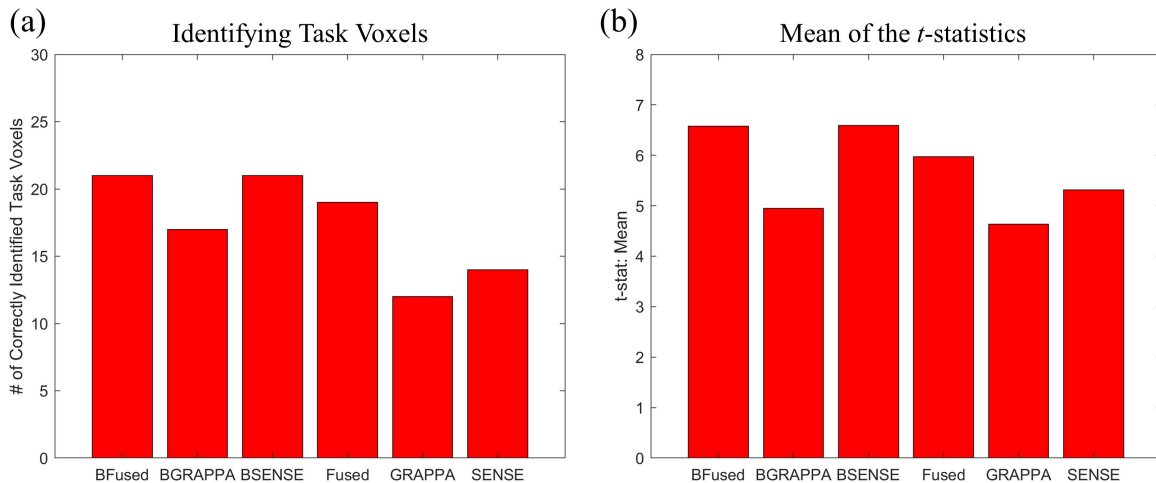 (a)
Identifying Task Voxels
30
25
20
15
10
5
0
# of Correctly Identified Task Voxels
BFused BGRAPPA BSENSE Fused GRAPPA SENSE
(b)
Mean of the t-statistics
8
7
6
5
4
3
2
1
0
t-stat: Mean
BFused BGRAPPA BSENSE Fused GRAPPA SENSE